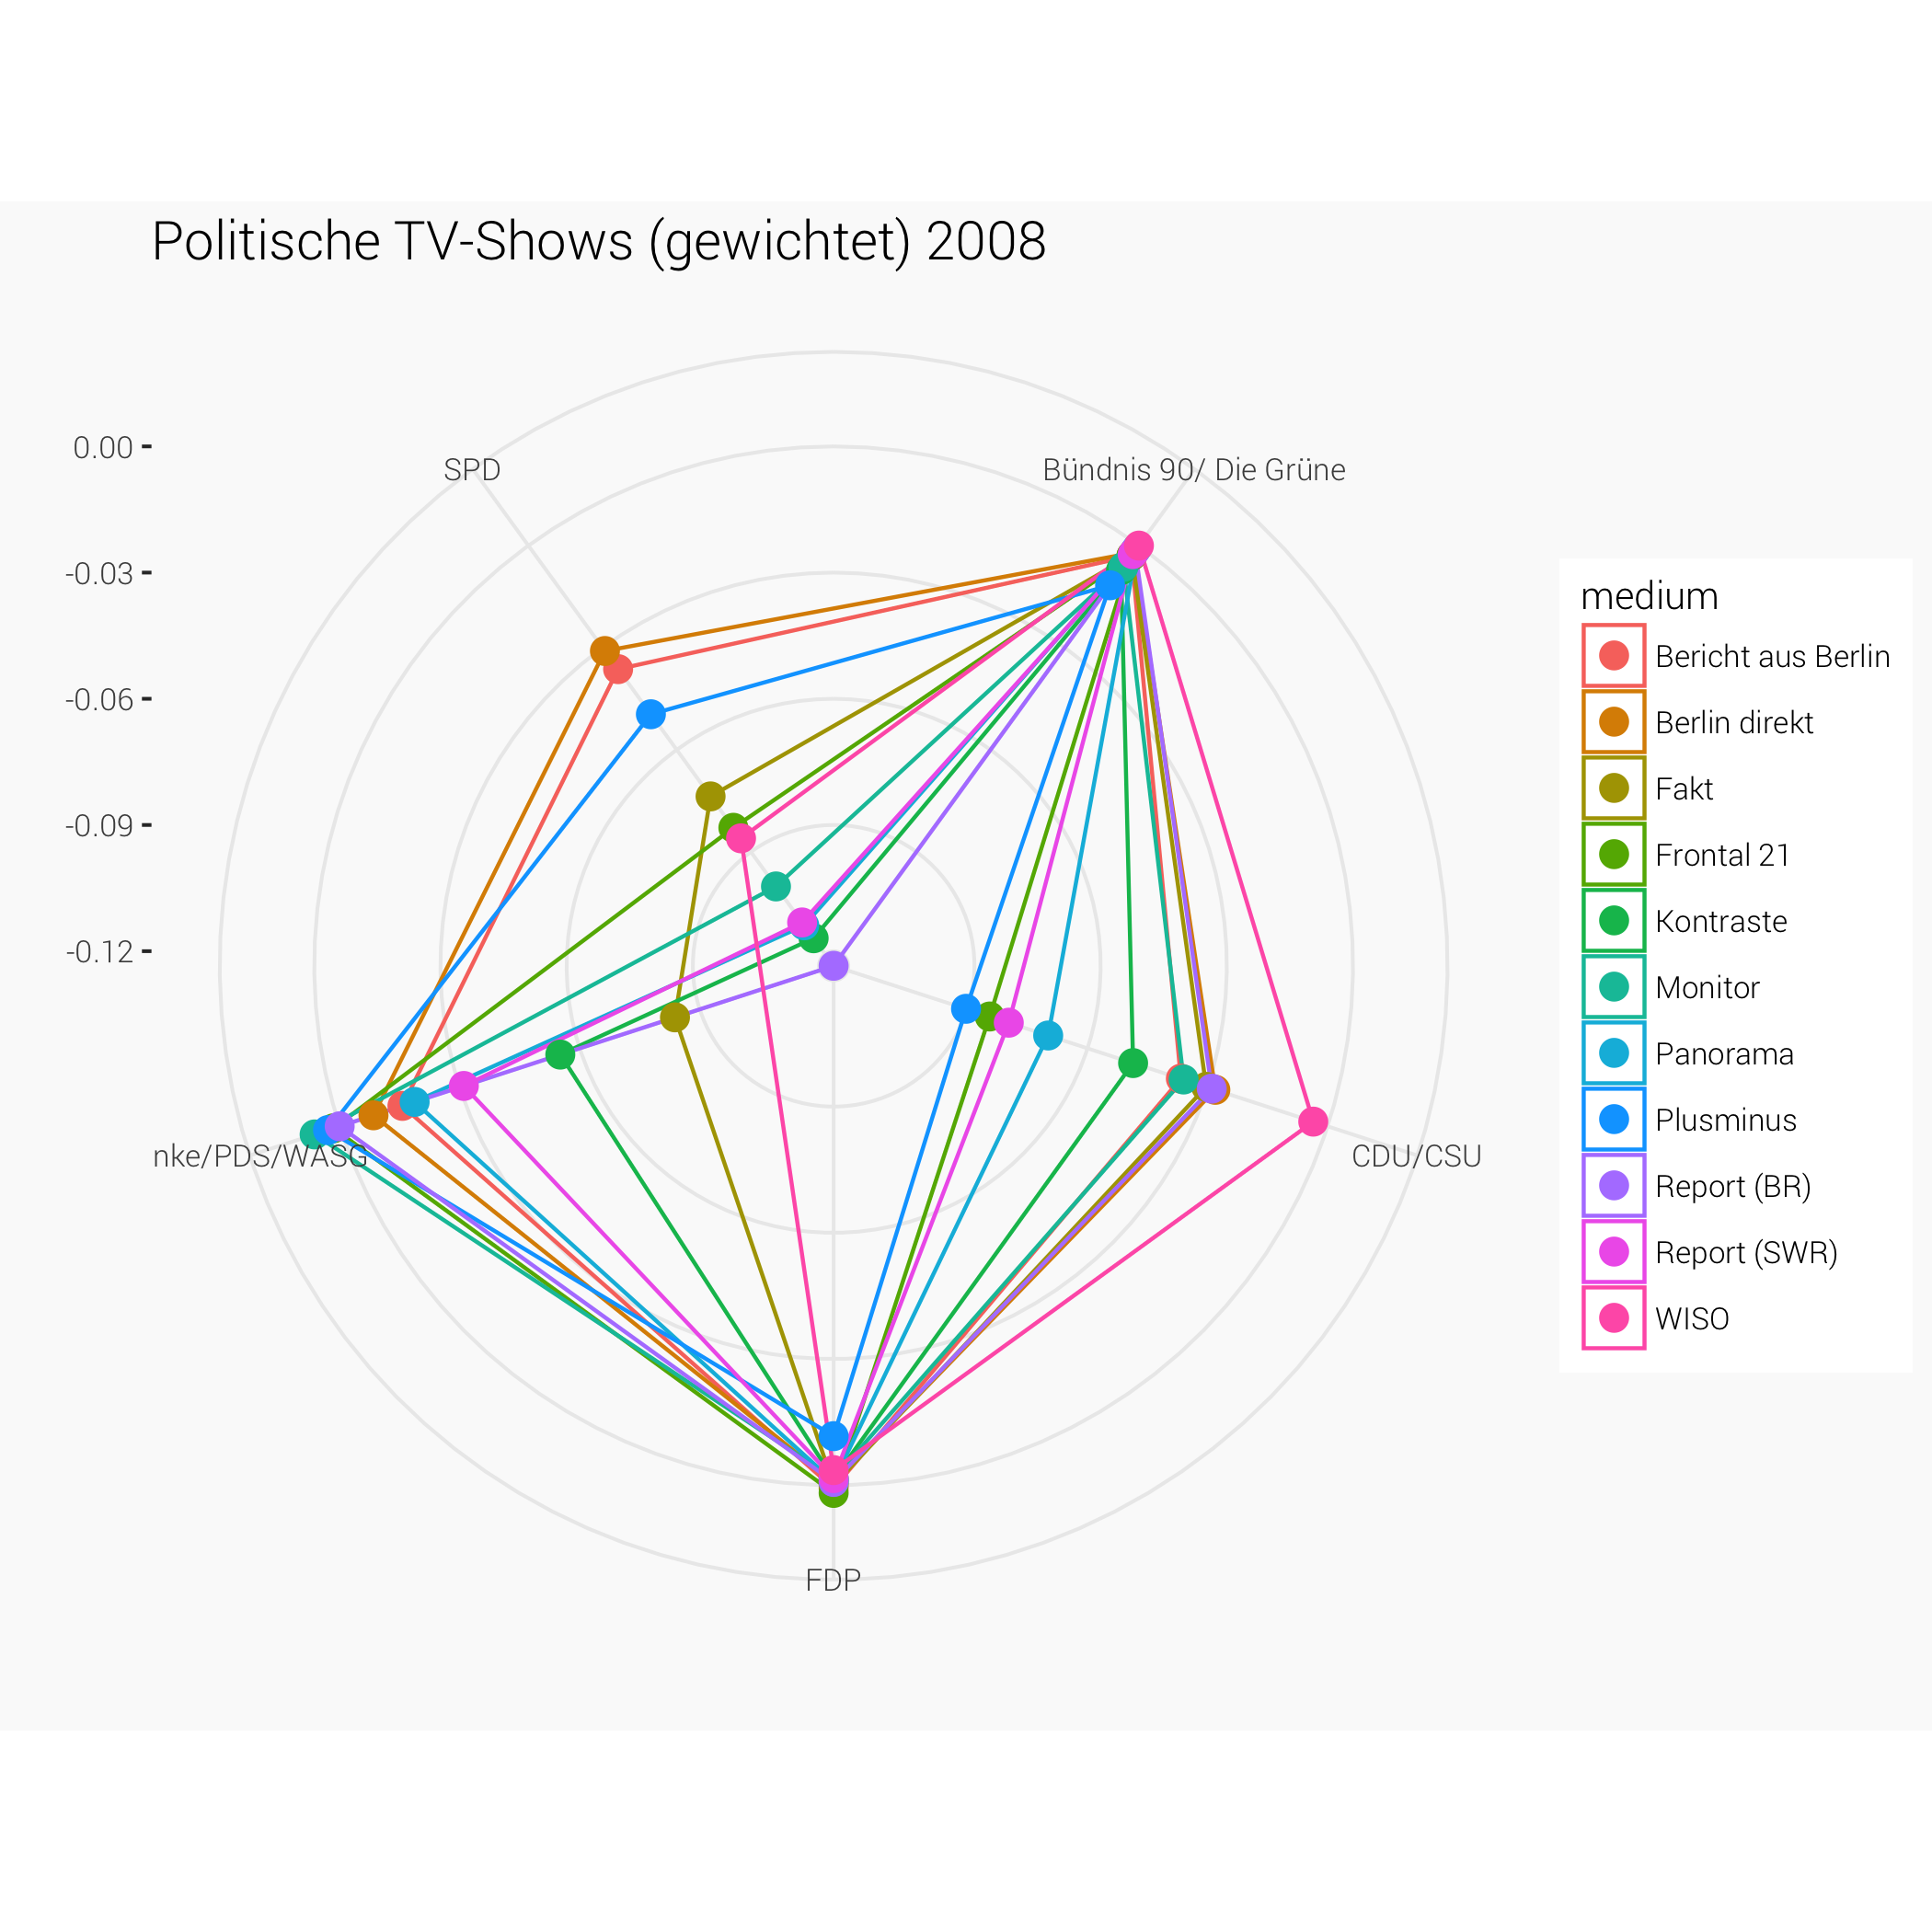 Politische TV-Shows (gewichtet) 2008
0.00
-0.03
-0.06
-0.09
-0.12
SPD
Bündnis 90/ Die Grüne
nke/PDS/WASG
CDU/CSU
FDP
medium
Bericht aus Berlin
Berlin direkt
Fakt
Frontal 21
Kontraste
Monitor
Panorama
Plusminus
Report (BR)
Report (SWR)
WISO